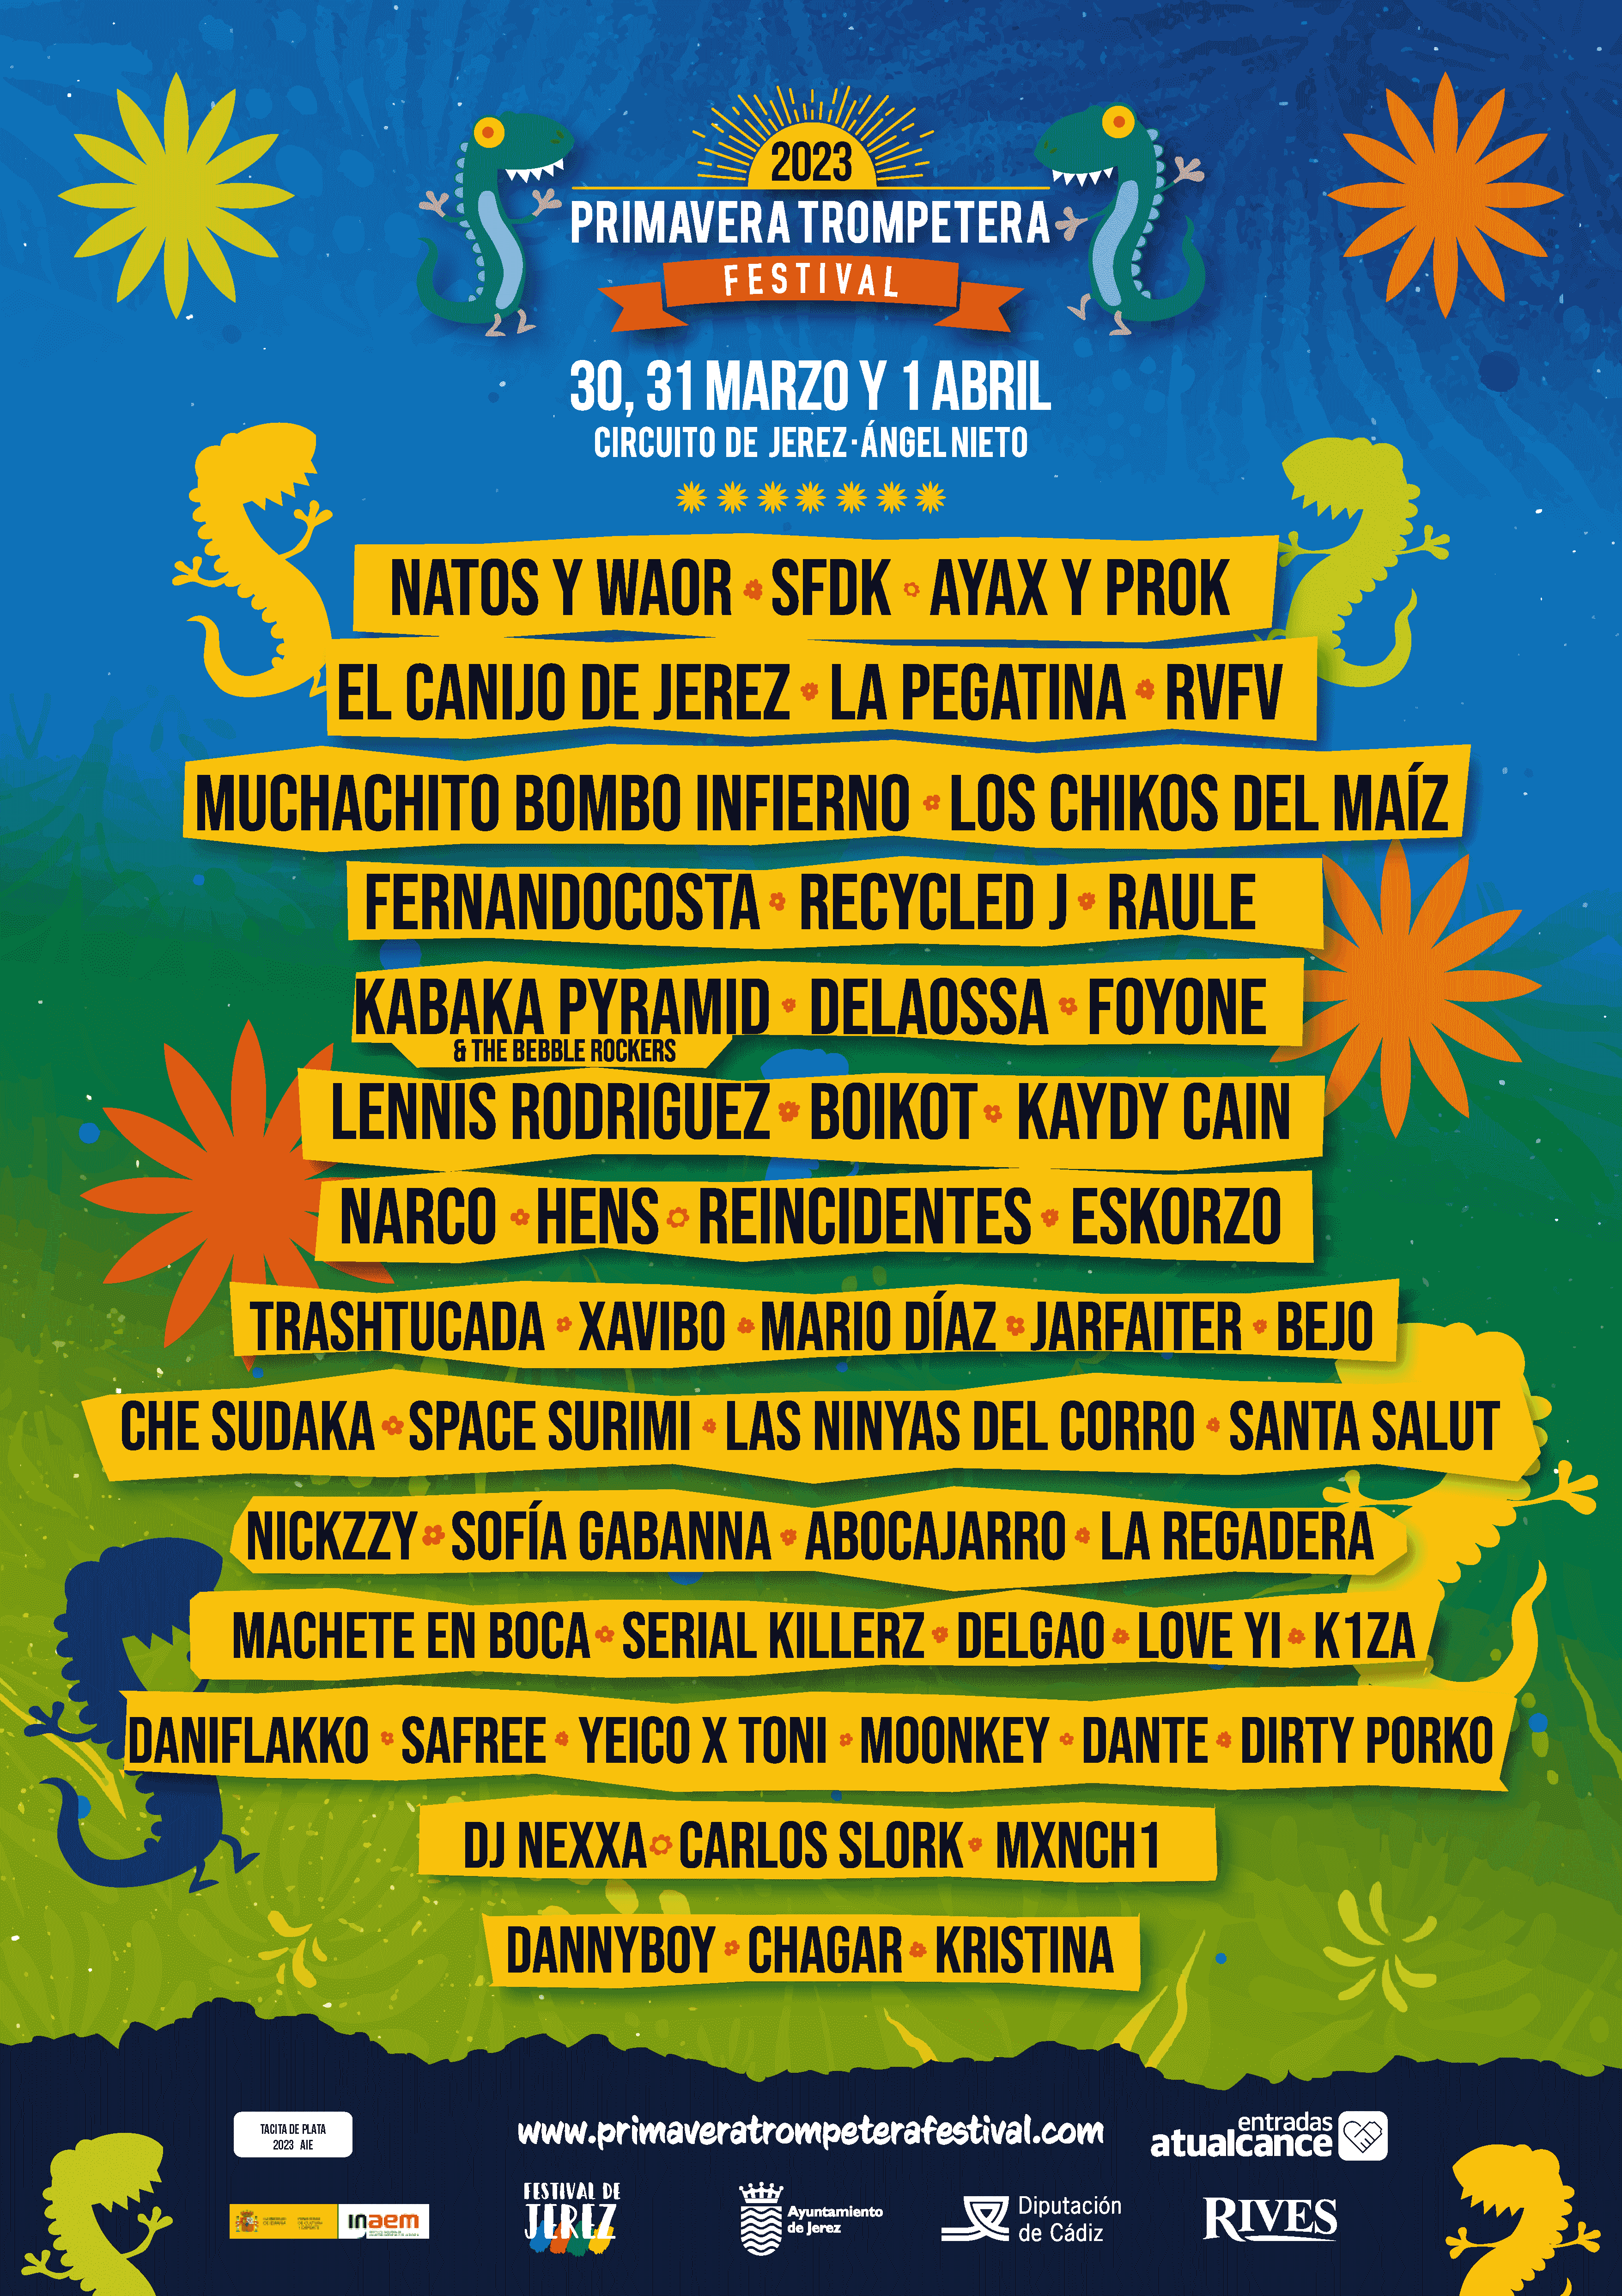 2023
PRIMAVERA TROMPETERA
FESTIVAL
30, 31 MARZO Y 1 ABRIL
CIRCUITO DE JEREZ·ÁNGEL NIETO
NATOS Y WAOR SFDK AYAX Y PROK
EL CANIJO DE JEREZ LA PEGATINA RVFV
MUCHACHITO BOMBO INFIERNO LOS CHIKOS DEL MAÍZ
FERNANDOCOSTA RECYCLED J RAULE
KABAKA PYRAMID DELAOSSA FOYONE
& THE BEBBLE ROCKERS
LENNIS RODRIGUEZ BOIKOT KAYDY CAIN
NARCO HENS REINCIDENTES ESKORZO
TRASHTUCADA XAVIBO MARIO DÍAZ JARFAITER BEJO
CHE SUDAKA SPACE SURIMI LAS NINYAS DEL CORRO SANTA SALUT
NICKZZY SOFÍA GABANNA ABOCAJARRO LA REGADERA
MACHETE EN BOCA SERIAL KILLERZ DELGAO LOVE YI K1ZA
DANIFLAKKO SAFREE YEICO X TONI MOONKEY DANTE DIRTY PORKO
DJ NEXXA CARLOS SLORK MXNCH1
DANNYBOY CHAGAR KRISTINA
TACITA DE PLATA
2023 AIE
www.primaveratrompeterafestival.com
entradas
atualcance
inaem
FESTIVAL DE
JEREZ
Ayuntamiento
de Jerez
Diputación
de Cádiz
RIVES